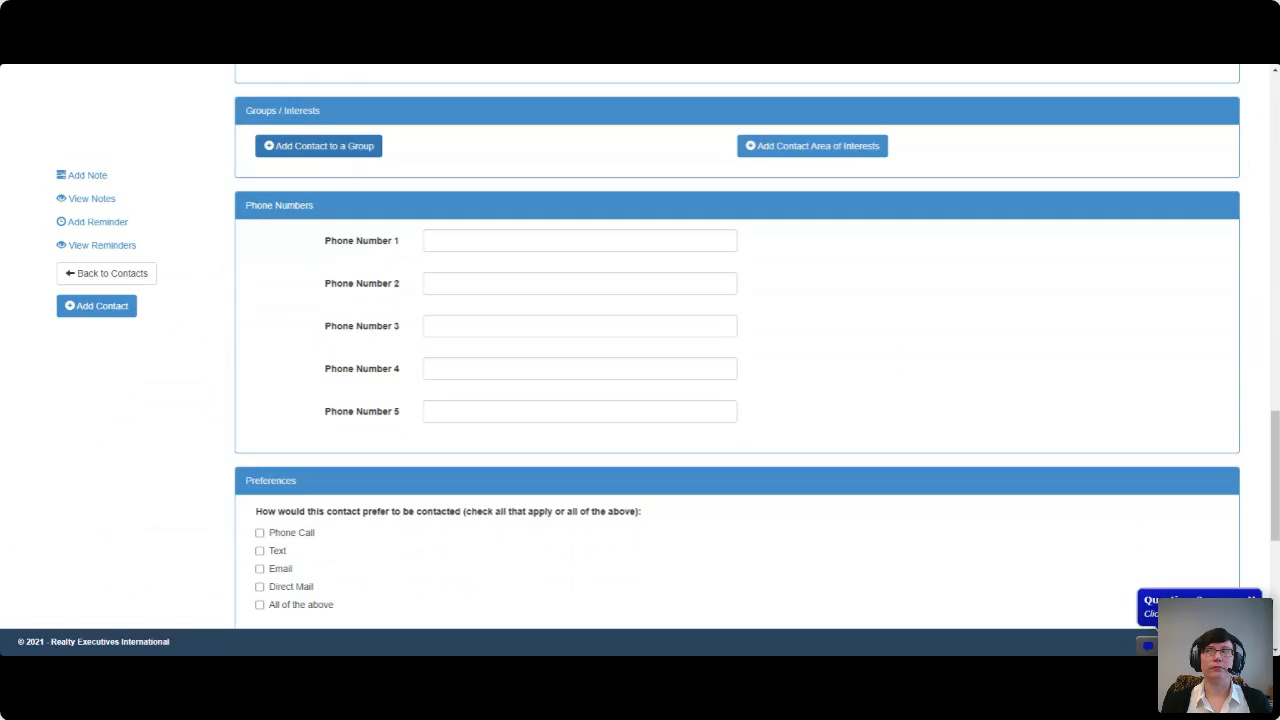 Groups / Interests
Add Contact to a Group
Add Contact Area of Interests
Add Note
View Notes
Add Reminder
View Reminders
Back to Contacts
Add Contact
Phone Numbers
Phone Number 1
Phone Number 2
Phone Number 3
Phone Number 4
Phone Number 5
Preferences
How would this contact prefer to be contacted (check all that apply or all of the above):
Phone Call
Text
Email
Direct Mail
All of the above
© 2021 - Realty Executives International